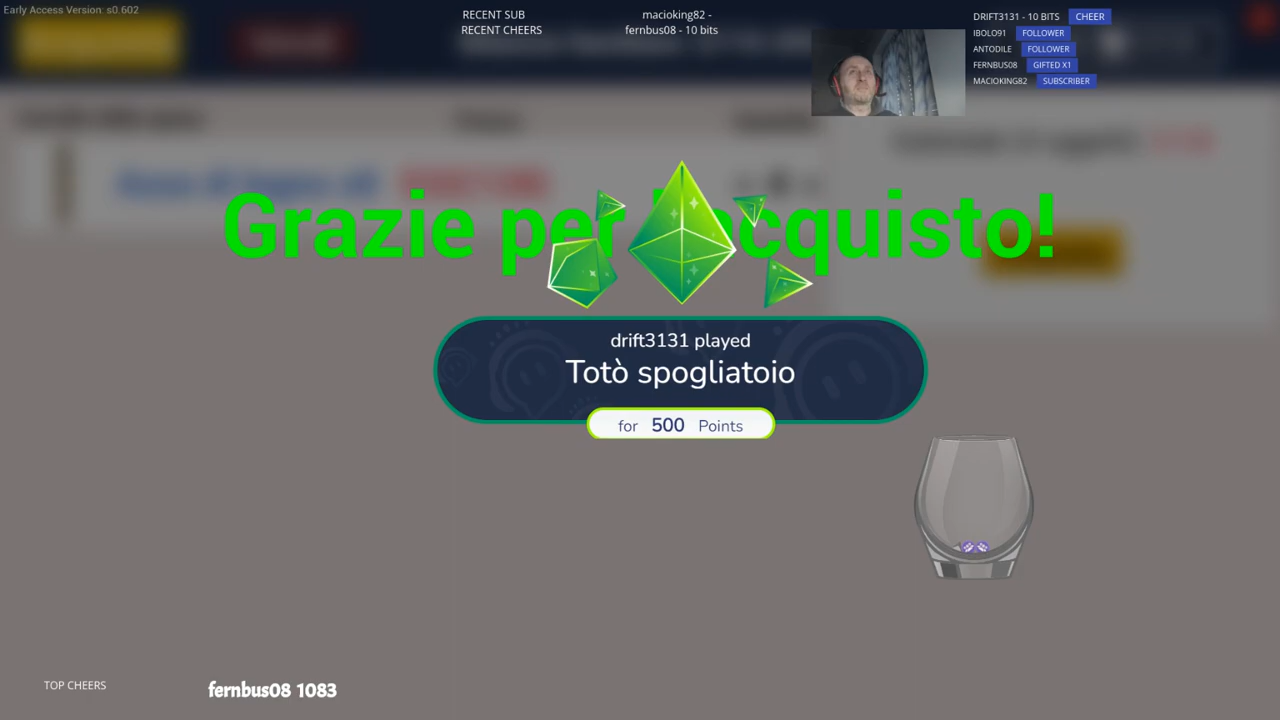 Early Access Version: s0.602
RECENT SUB
macioking82 -
RECENT CHEERS
fernbus08 - 10 bits
DRIFT3131 - 10 BITS CHEER
IBOLO91 FOLLOWER
ANTODILE FOLLOWER
FERNBUS08 GIFTED X1
MACIOKING82 SUBSCRIBER
Grazie per l'acquisto!
drift3131 played
Totò spogliatoio
for 500 Points
TOP CHEERS
fernbus08 1083